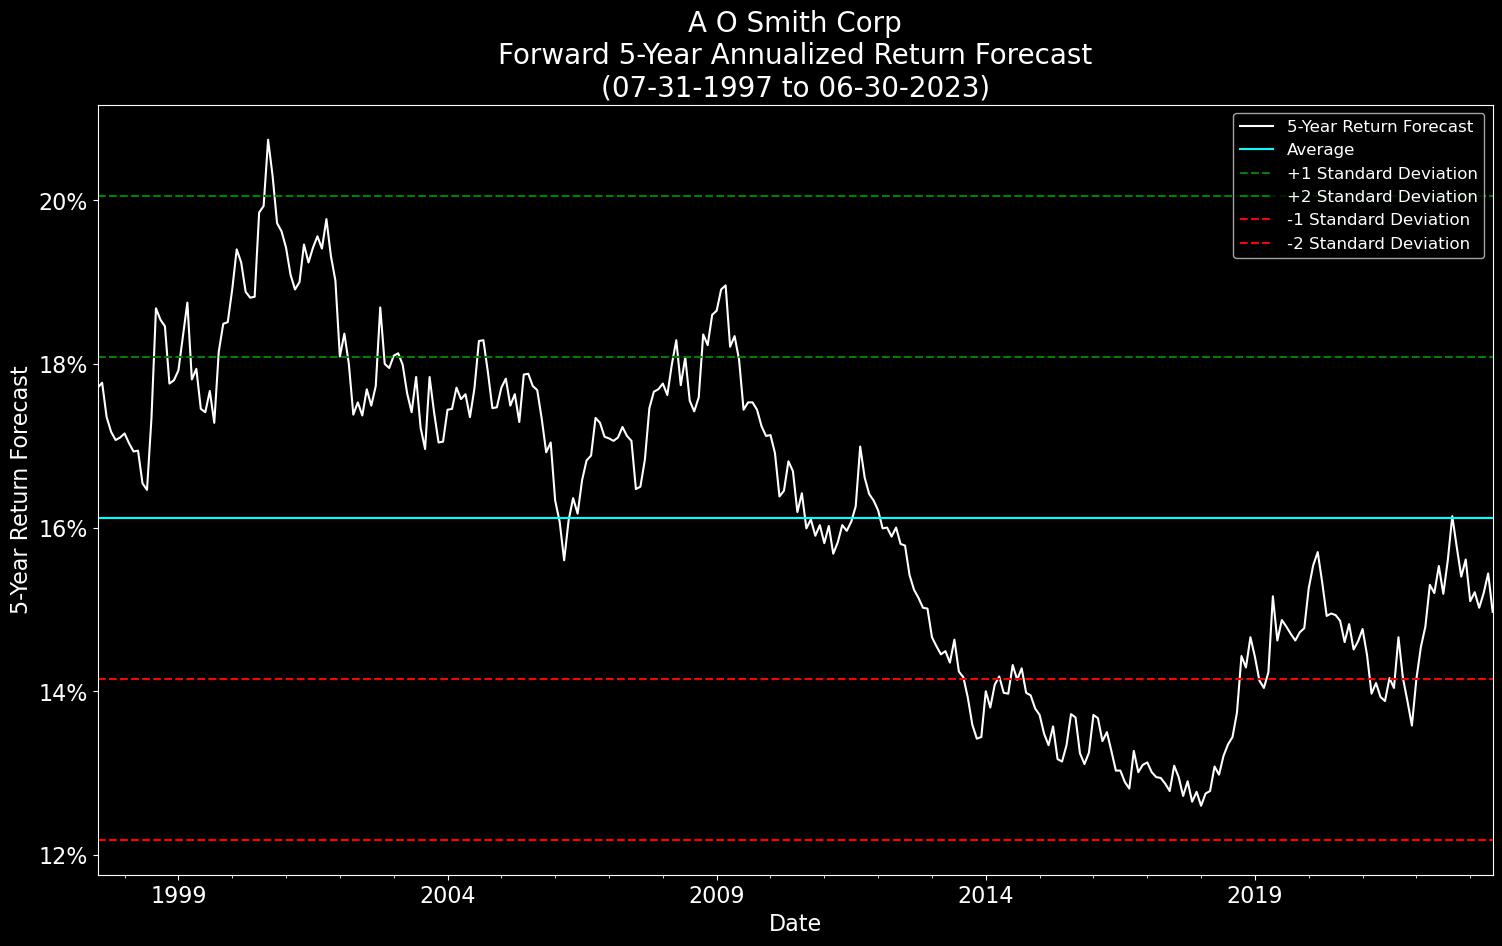 A O Smith Corp
Forward 5-Year Annualized Return Forecast
(07-31-1997 to 06-30-2023)
5-Year Return Forecast
Average
+1 Standard Deviation
+2 Standard Deviation
-1 Standard Deviation
-2 Standard Deviation
20%
18%
16%
14%
12%
5-Year Return Forecast
1999
2004
2009
2014
2019
Date